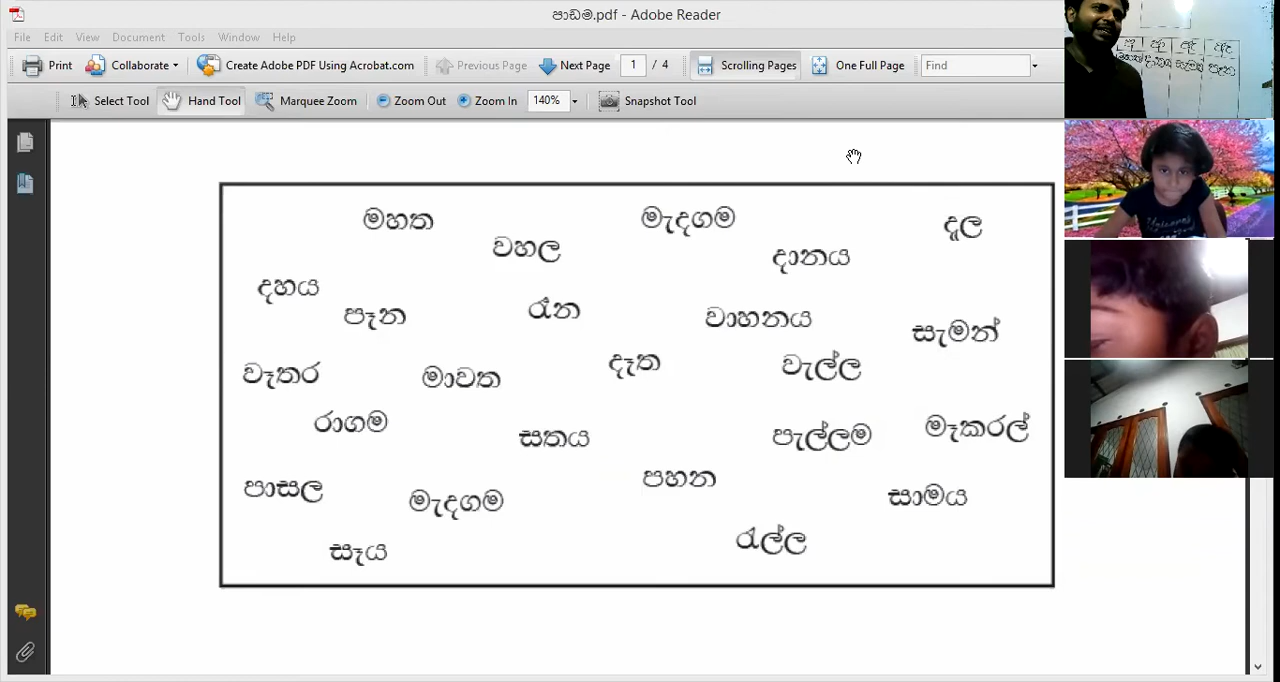 පාඩම.pdf - Adobe Reader
File Edit View Document Tools Window Help
Print Collaborate Create Adobe PDF Using Acrobat.com Previous Page Next Page 1 / 4 Scrolling Pages One Full Page Find
Select Tool Hand Tool Marquee Zoom Zoom Out Zoom In 140% Snapshot Tool
මහත මැදගම දැල
වහල දානය
දහය පෑන රෑන වාහනය සැමන්
වෑතර මාවත දෑත වැල්ල
රාගම සතය පැල්ලම මෑකරල්
පාසල මැදගම පහන සාමය
සෑය රැල්ල